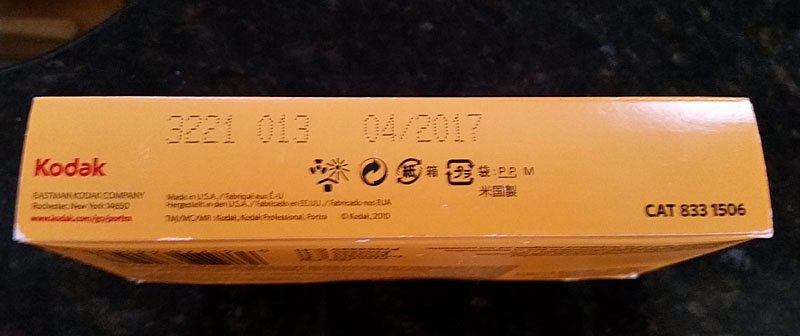 3221 013 04/2017
Kodak
EASTMAN KODAK COMPANY
Rochester, New York 14650
www.kodak.com/go/portra
Made in U.S.A. / Fabriqué aux É.-U.
Hergestellt in den U.S.A. / Fabricado en EE.UU. / Fabricado nos EUA
TM/MC/MR: Kodak, Kodak Professional, Portra © Kodak, 2010
紙 箱 プラ 袋: P.P M
米国製
CAT 833 1506